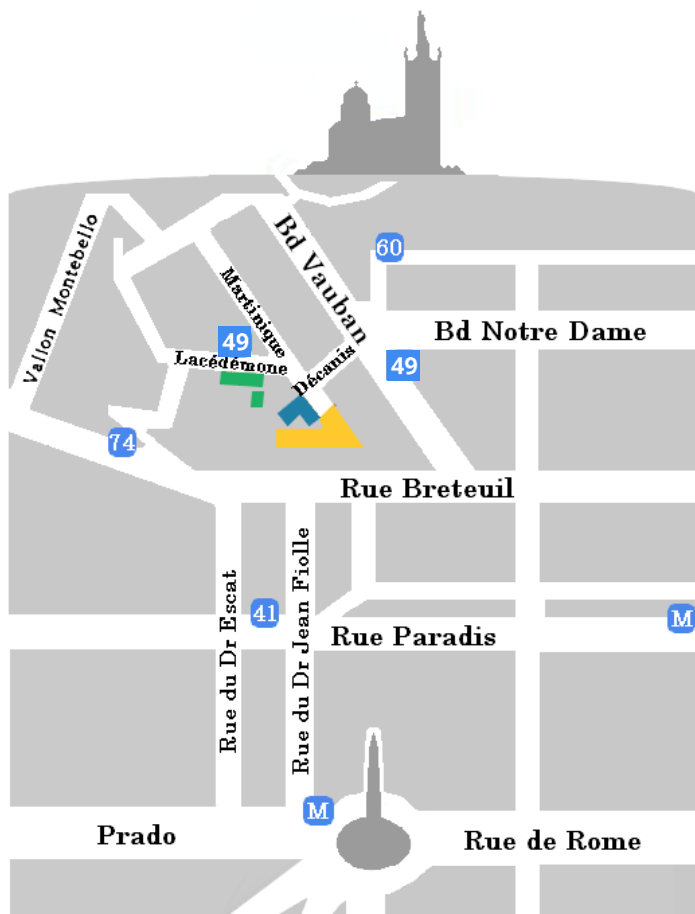 60
Bd Vauban
Vallon Montebello
Martinique
Bd Notre Dame
49
Lacédémone
49
Décanis
74
Rue Breteuil
41
Rue du Dr Escat
Rue du Dr Jean Fiolle
Rue Paradis
M
M
Prado
Rue de Rome